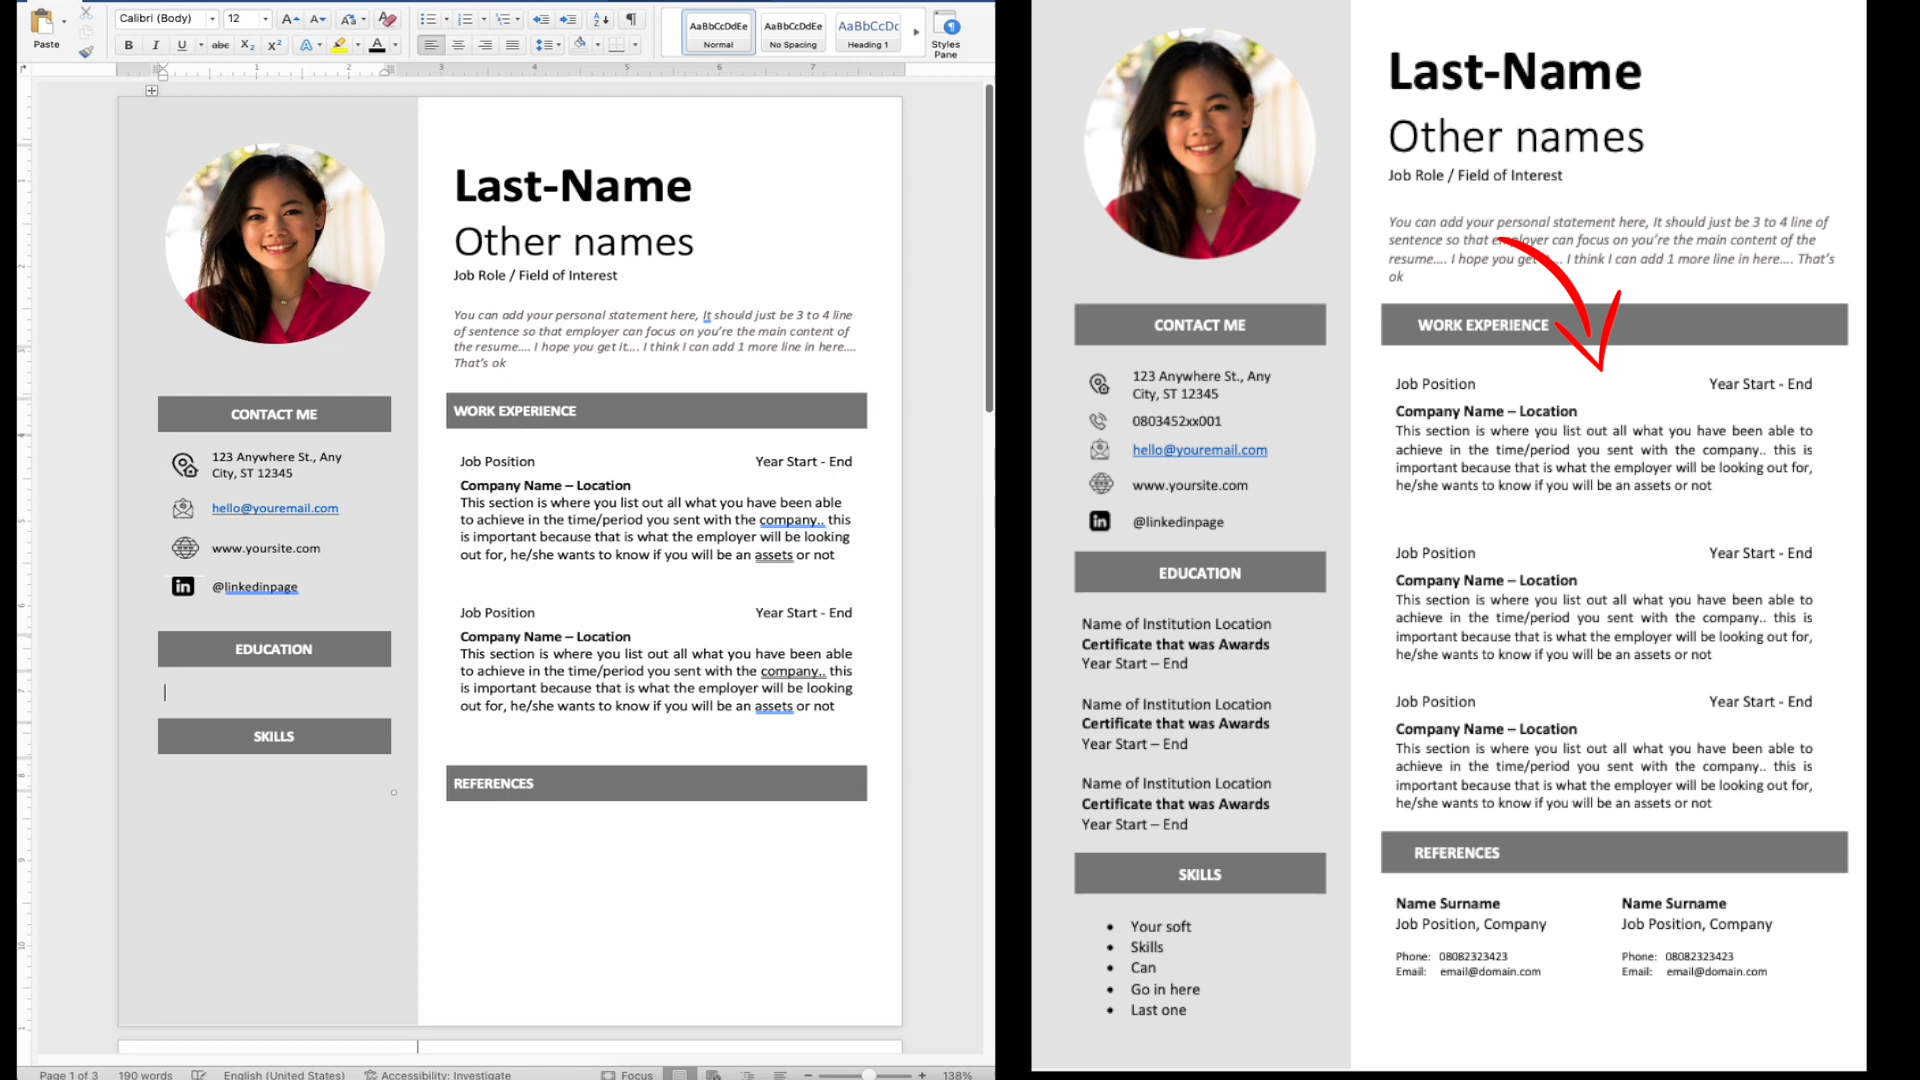 Calibri (Body)
12
Paste
AaBbCcDdEe
Normal
AaBbCcDdEe
No Spacing
AaBbCcDc
Heading 1
Styles
Pane
1 2 3 4 5 6 7
Last-Name
Other names
Job Role / Field of Interest
You can add your personal statement here, It should just be 3 to 4 line
of sentence so that employer can focus on you're the main content of
the resume.... I hope you get it.... I think I can add 1 more line in here....
That's ok
CONTACT ME
123 Anywhere St., Any
City, ST 12345
hello@youremail.com
www.yoursite.com
in
@linkedinpage
EDUCATION
SKILLS
WORK EXPERIENCE
Job Position Year Start - End
Company Name – Location
This section is where you list out all what you have been able
to achieve in the time/period you sent with the company.. this
is important because that is what the employer will be looking
out for, he/she wants to know if you will be an assets or not
Job Position Year Start - End
Company Name – Location
This section is where you list out all what you have been able
to achieve in the time/period you sent with the company.. this
is important because that is what the employer will be looking
out for, he/she wants to know if you will be an assets or not
REFERENCES
Page 1 of 3 190 words English (United States) Accessibility: Investigate Focus 138%
Last-Name
Other names
Job Role / Field of Interest
You can add your personal statement here, It should just be 3 to 4 line of
sentence so that employer can focus on you're the main content of the
resume.... I hope you get .... I think I can add 1 more line in here.... That's
ok
CONTACT ME
123 Anywhere St., Any
City, ST 12345
0803452xx001
hello@youremail.com
www.yoursite.com
in
@linkedinpage
EDUCATION
Name of Institution Location
Certificate that was Awards
Year Start – End
Name of Institution Location
Certificate that was Awards
Year Start – End
Name of Institution Location
Certificate that was Awards
Year Start – End
SKILLS
• Your soft
• Skills
• Can
• Go in here
• Last one
WORK EXPERIENCE
Job Position Year Start - End
Company Name – Location
This section is where you list out all what you have been able to
achieve in the time/period you sent with the company.. this is
important because that is what the employer will be looking out for,
he/she wants to know if you will be an assets or not
Job Position Year Start - End
Company Name – Location
This section is where you list out all what you have been able to
achieve in the time/period you sent with the company.. this is
important because that is what the employer will be looking out for,
he/she wants to know if you will be an assets or not
Job Position Year Start - End
Company Name – Location
This section is where you list out all what you have been able to
achieve in the time/period you sent with the company.. this is
important because that is what the employer will be looking out for,
he/she wants to know if you will be an assets or not
REFERENCES
Name Surname Name Surname
Job Position, Company Job Position, Company
Phone: 08082323423 Phone: 08082323423
Email: email@domain.com Email: email@domain.com